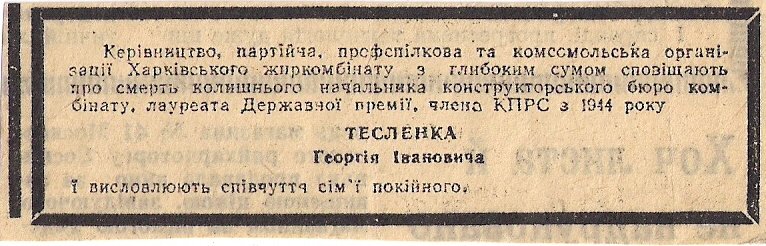 Керівництво, партійна, профспілкова та комсомольська органі-
зації Харківського жиркомбінату з глибоким сумом сповіщають
про смерть колишнього начальника конструкторського бюро ком-
бінату, лауреата Державної премії, члена КПРС з 1944 року
ТЕСЛЕНКА
Георгія Івановича
і висловлюють співчуття сім'ї покійного.